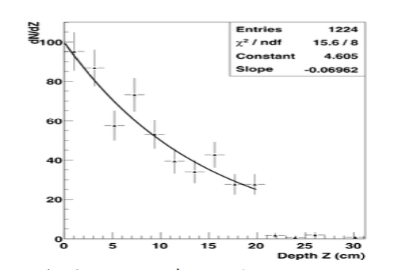 dN/dZ
Entries 1224
χ² / ndf 15.6 / 8
Constant 4.605
Slope -0.06962
100
80
60
40
20
0
0 5 10 15 20 25 30
Depth Z (cm)